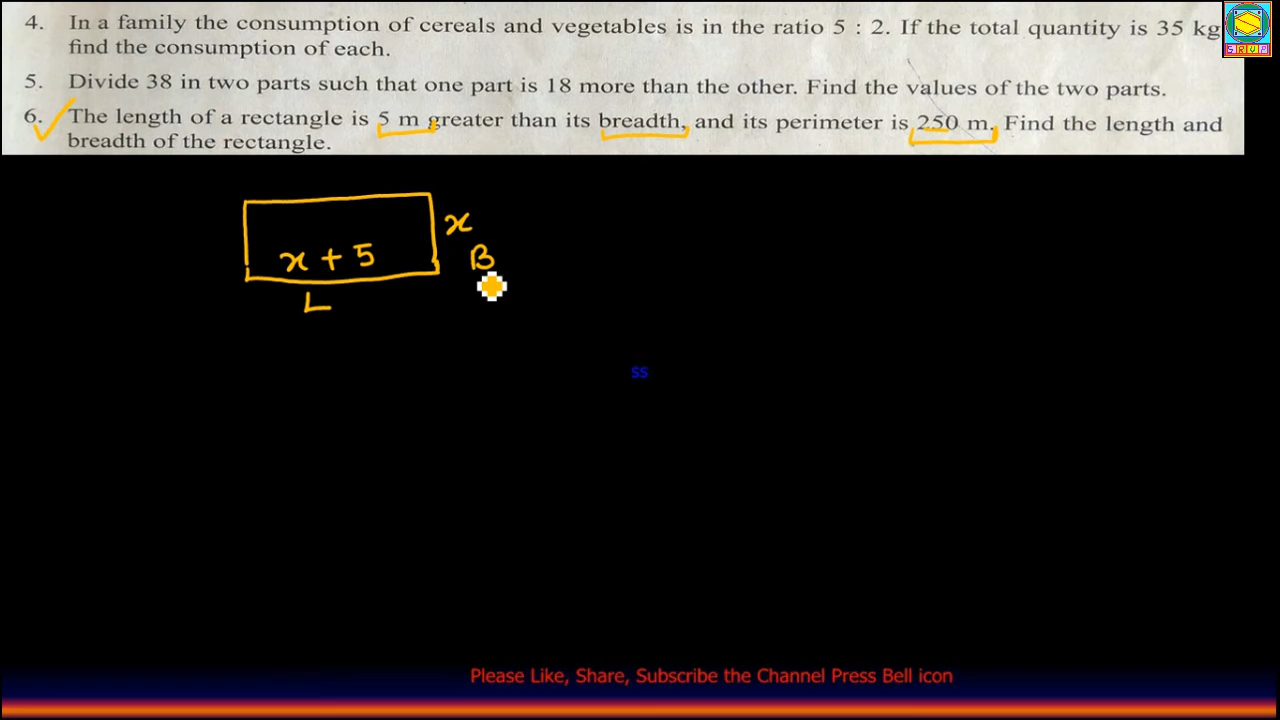 4. In a family the consumption of cereals and vegetables is in the ratio 5 : 2. If the total quantity is 35 kg
find the consumption of each.
5. Divide 38 in two parts such that one part is 18 more than the other. Find the values of the two parts.
6. The length of a rectangle is 5 m greater than its breadth, and its perimeter is 250 m. Find the length and
breadth of the rectangle.
SRUP
x
x + 5
B
L
ss
Please Like, Share, Subscribe the Channel Press Bell icon